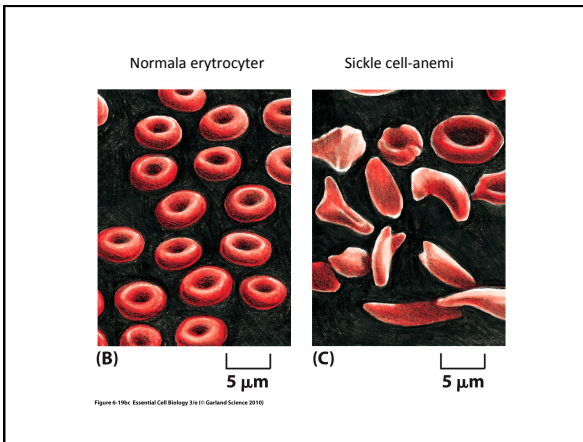 Normala erytrocyter
Sickle cell-anemi
(B)
5 µm
(C)
5 µm
Figure 6-19bc Essential Cell Biology 3/e (© Garland Science 2010)